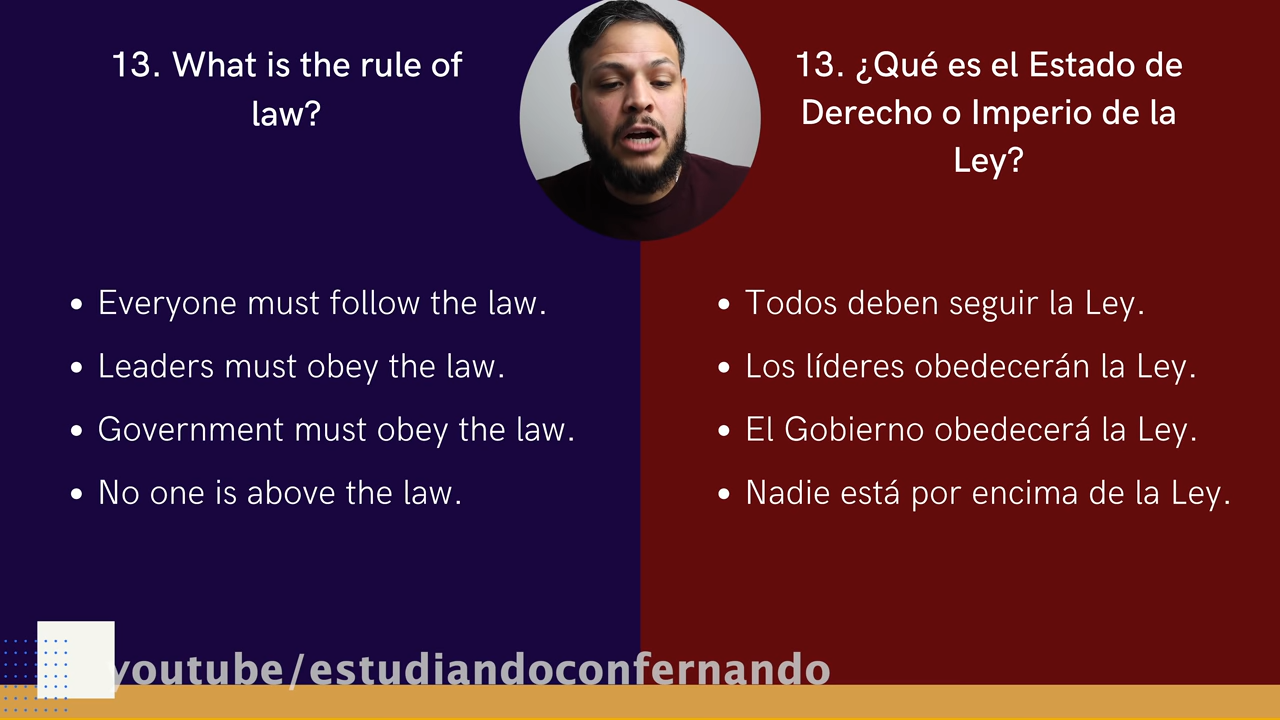 13. What is the rule of
law?
• Everyone must follow the law.
• Leaders must obey the law.
• Government must obey the law.
• No one is above the law.
13. ¿Qué es el Estado de
Derecho o Imperio de la
Ley?
• Todos deben seguir la Ley.
• Los líderes obedecerán la Ley.
• El Gobierno obedecerá la Ley.
• Nadie está por encima de la Ley.
youtube/estudiandoconfernando